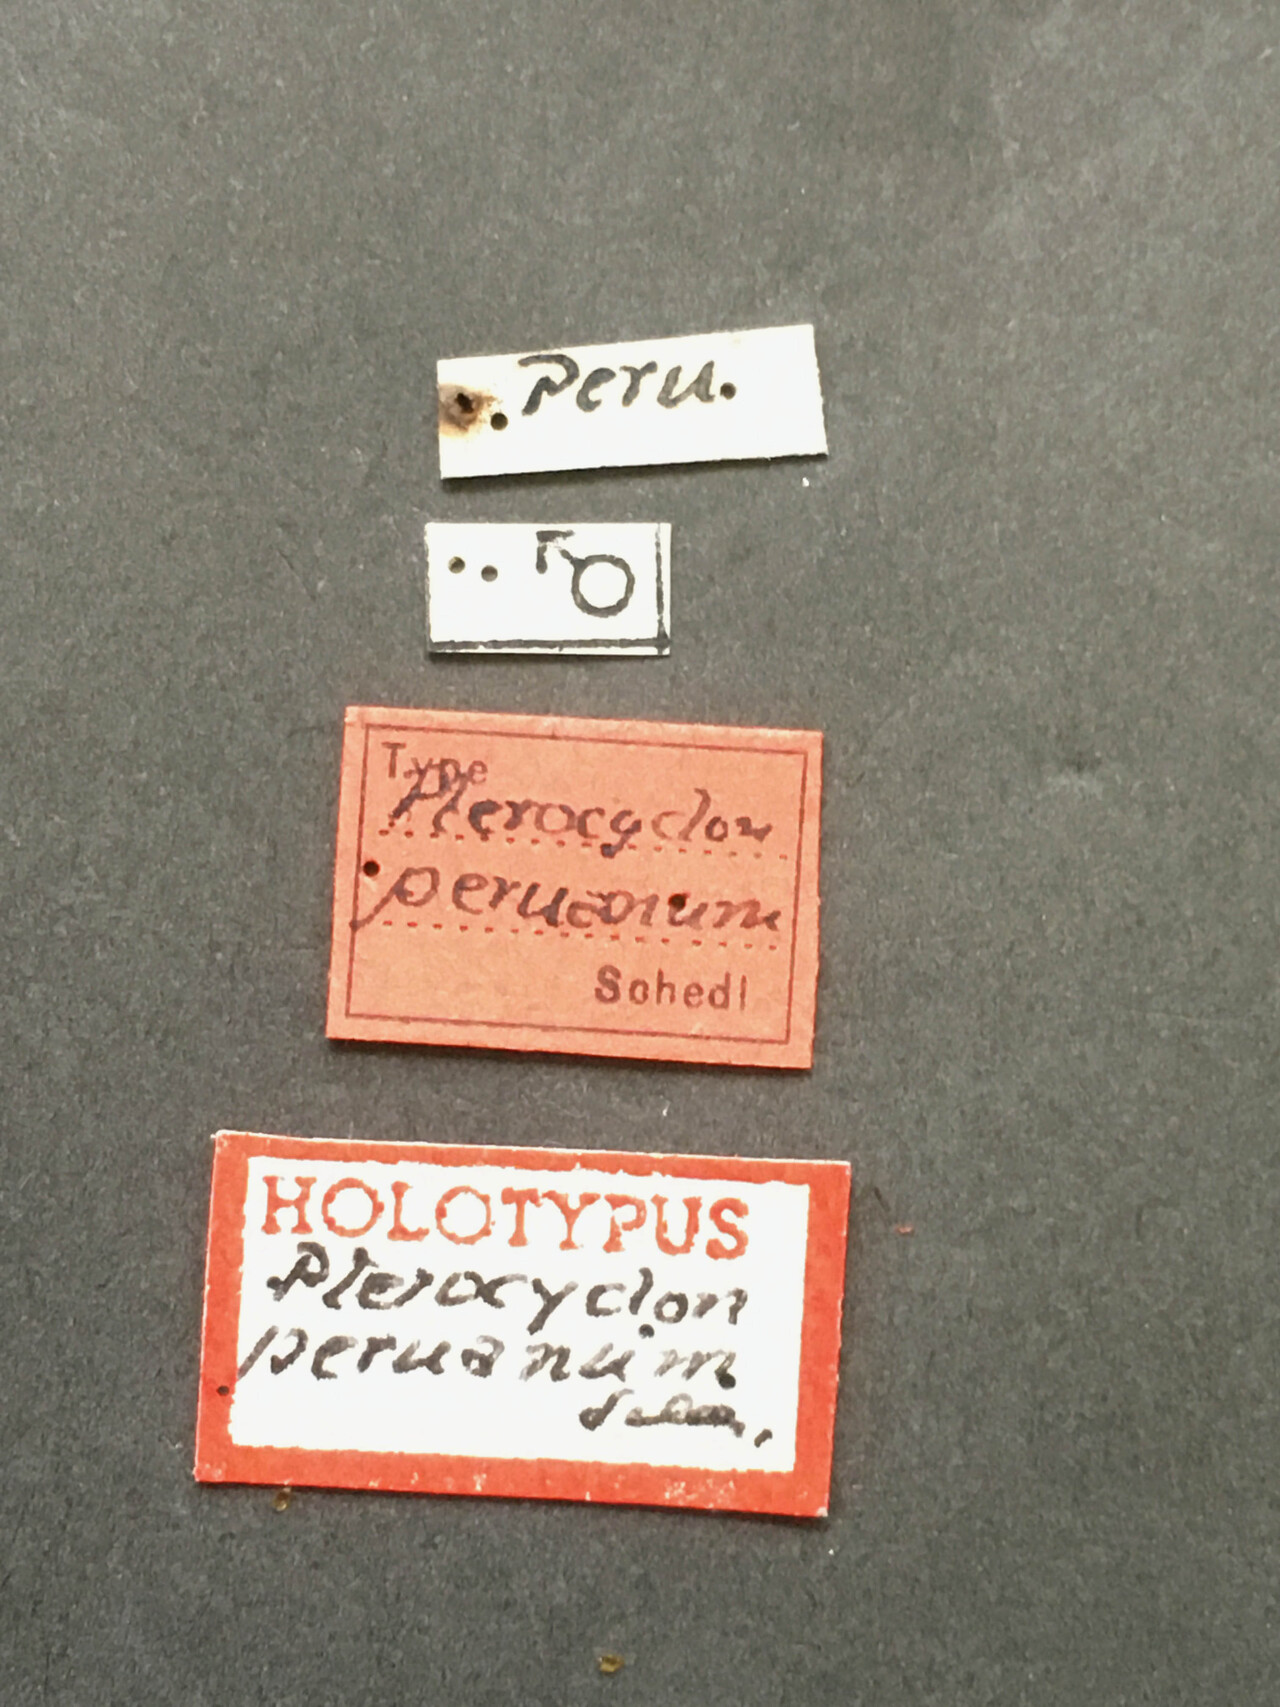 Peru.
♂
Type
Pterocyclon
peruanum
Schedl
HOLOTYPUS
Pterocyclon
peruanum